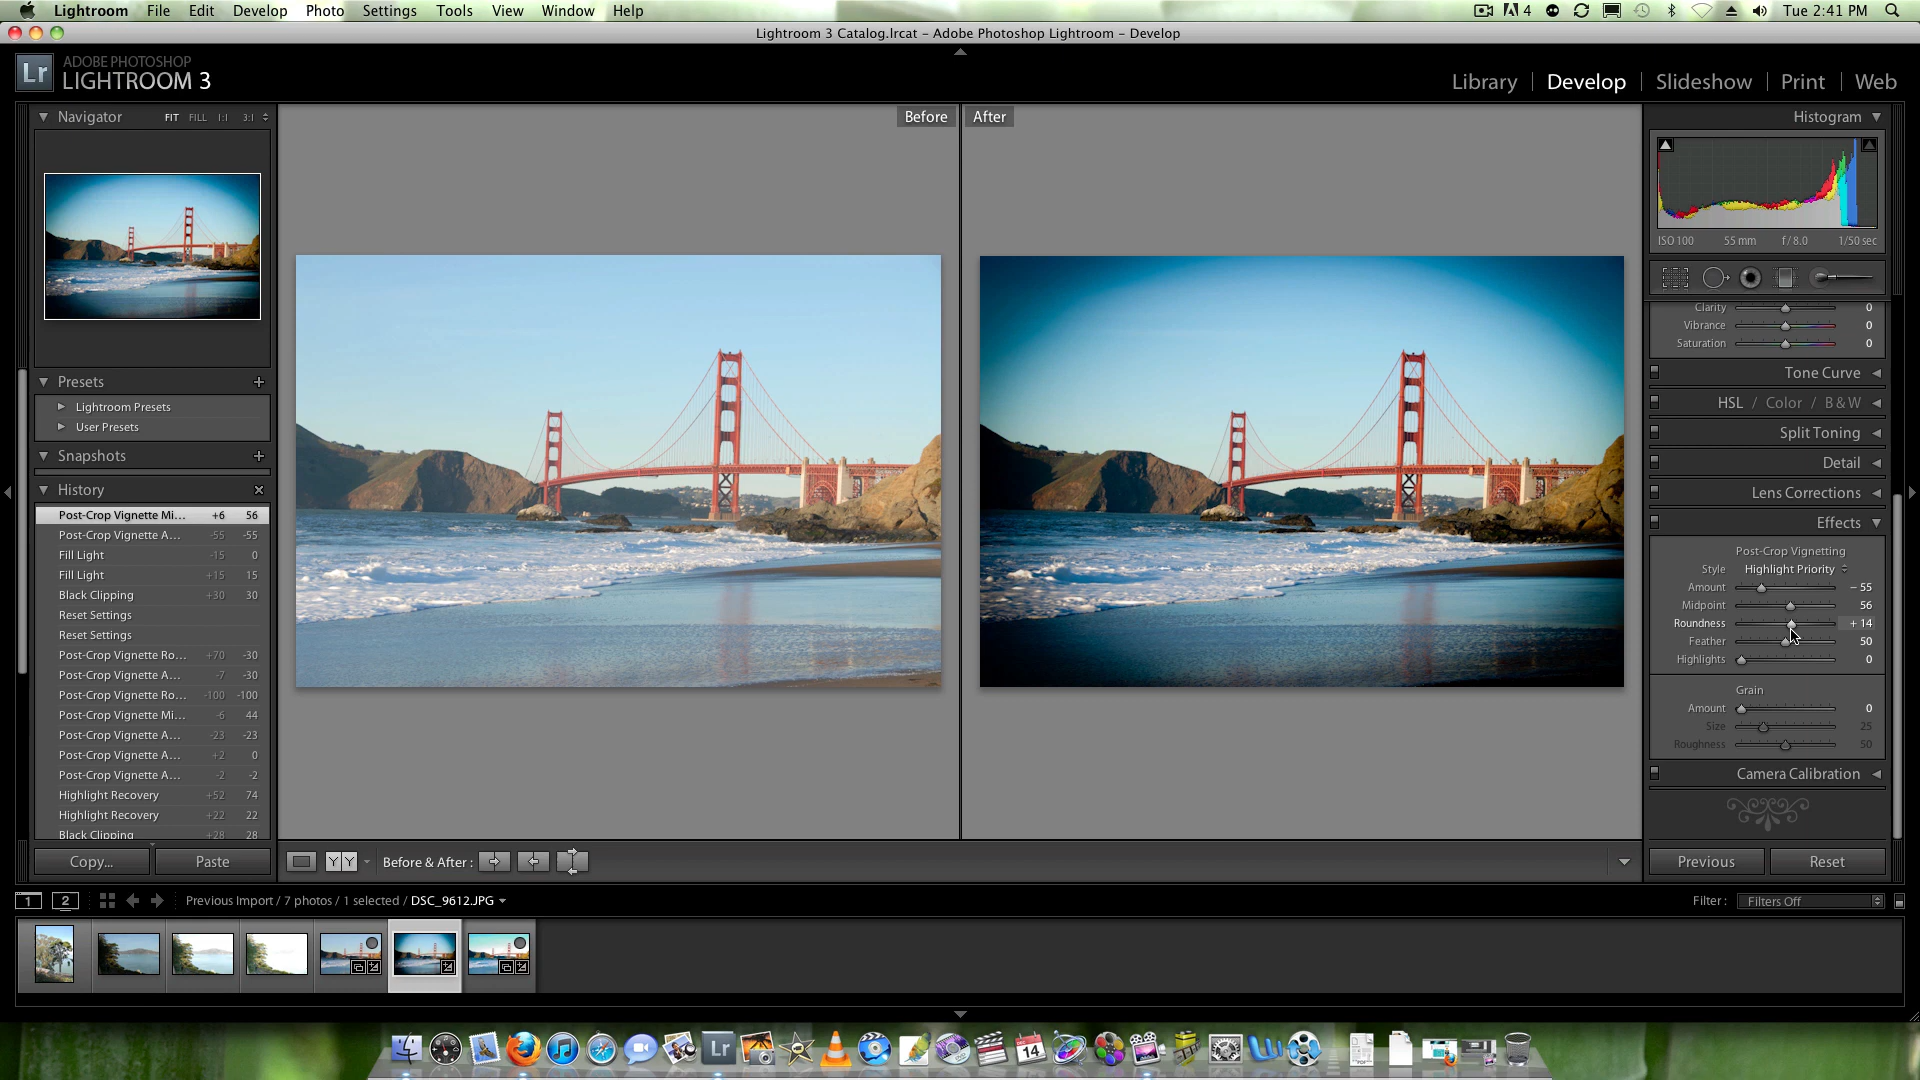 Lightroom File Edit Develop Photo Settings Tools View Window Help 4 Tue 2:41 PM
Lightroom 3 Catalog.lrcat – Adobe Photoshop Lightroom – Develop
Lr ADOBE PHOTOSHOP
LIGHTROOM 3
Library | Develop | Slideshow | Print | Web
Navigator FIT FILL 1:1 3:1
Before
After
Histogram
ISO 100 55 mm f / 8.0 1/50 sec
Presets +
Lightroom Presets
User Presets
Snapshots +
History ×
Post-Crop Vignette Mi... +6 56
Post-Crop Vignette A... -55 -55
Fill Light -15 0
Fill Light +15 15
Black Clipping +30 30
Reset Settings
Reset Settings
Post-Crop Vignette Ro... +70 -30
Post-Crop Vignette A... -7 -30
Post-Crop Vignette Ro... -100 -100
Post-Crop Vignette Mi... -6 44
Post-Crop Vignette A... -23 -23
Post-Crop Vignette A... +2 0
Post-Crop Vignette A... -2 -2
Highlight Recovery +52 74
Highlight Recovery +22 22
Black Clipping +28 28
Copy... Paste
Clarity 0
Vibrance 0
Saturation 0
Tone Curve
HSL / Color / B & W
Split Toning
Detail
Lens Corrections
Effects
Post-Crop Vignetting
Style Highlight Priority
Amount – 55
Midpoint 56
Roundness + 14
Feather 50
Highlights 0
Grain
Amount 0
Size 25
Roughness 50
Camera Calibration
Previous Reset
Y Y Before & After :
1 2 Previous Import / 7 photos / 1 selected / DSC_9612.JPG
Filter : Filters Off
Lr
14